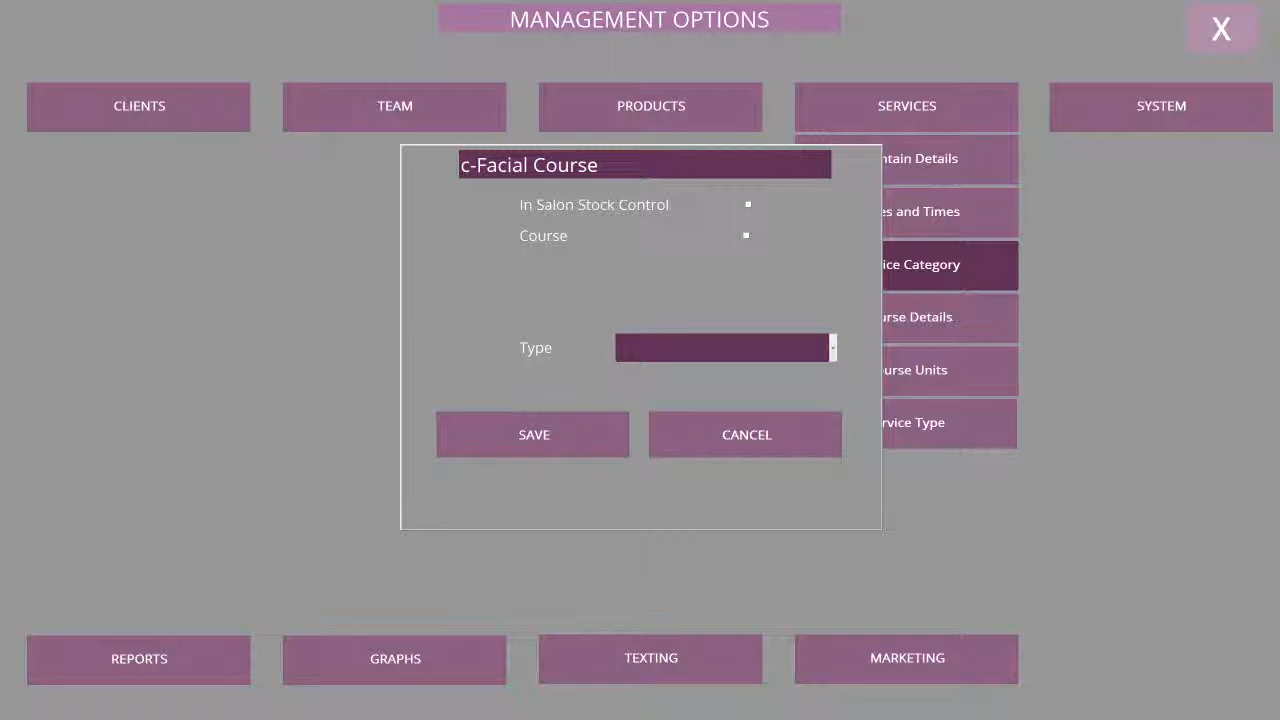 MANAGEMENT OPTIONS
X
CLIENTS
TEAM
PRODUCTS
SERVICES
SYSTEM
c-Facial Course
In Salon Stock Control
Course
Type
SAVE
CANCEL
ntain Details
es and Times
ice Category
urse Details
urse Units
rvice Type
REPORTS
GRAPHS
TEXTING
MARKETING